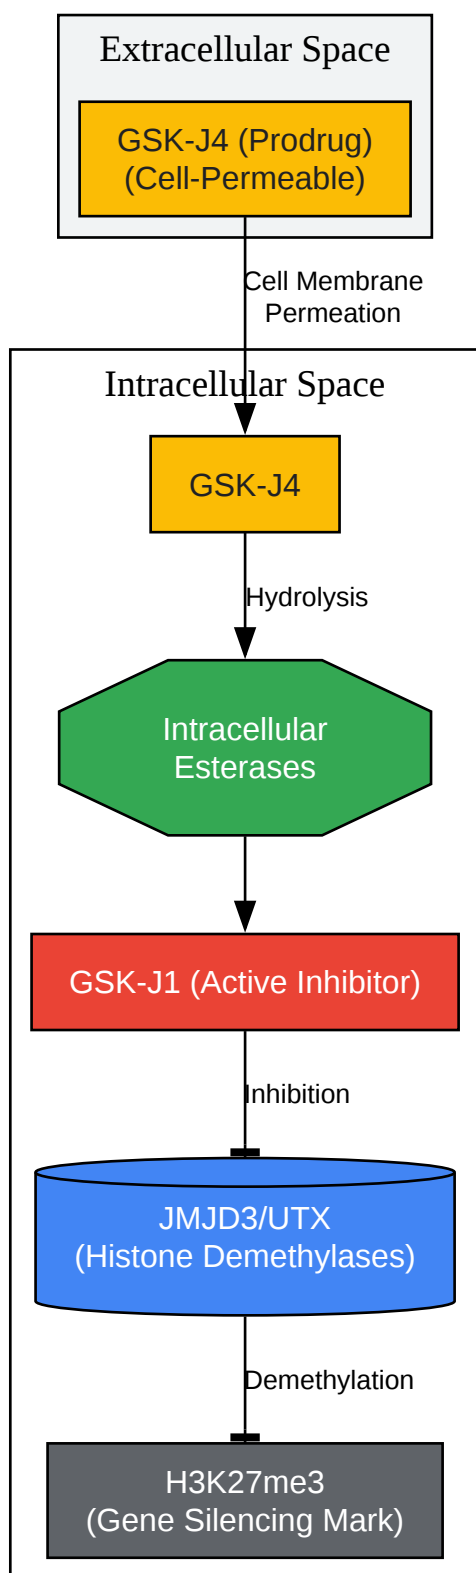 Extracellular Space
GSK-J4 (Prodrug)
(Cell-Permeable)
Cell Membrane
Permeation
Intracellular Space
GSK-J4
Hydrolysis
Intracellular
Esterases
GSK-J1 (Active Inhibitor)
Inhibition
JMJD3/UTX
(Histone Demethylases)
Demethylation
H3K27me3
(Gene Silencing Mark)